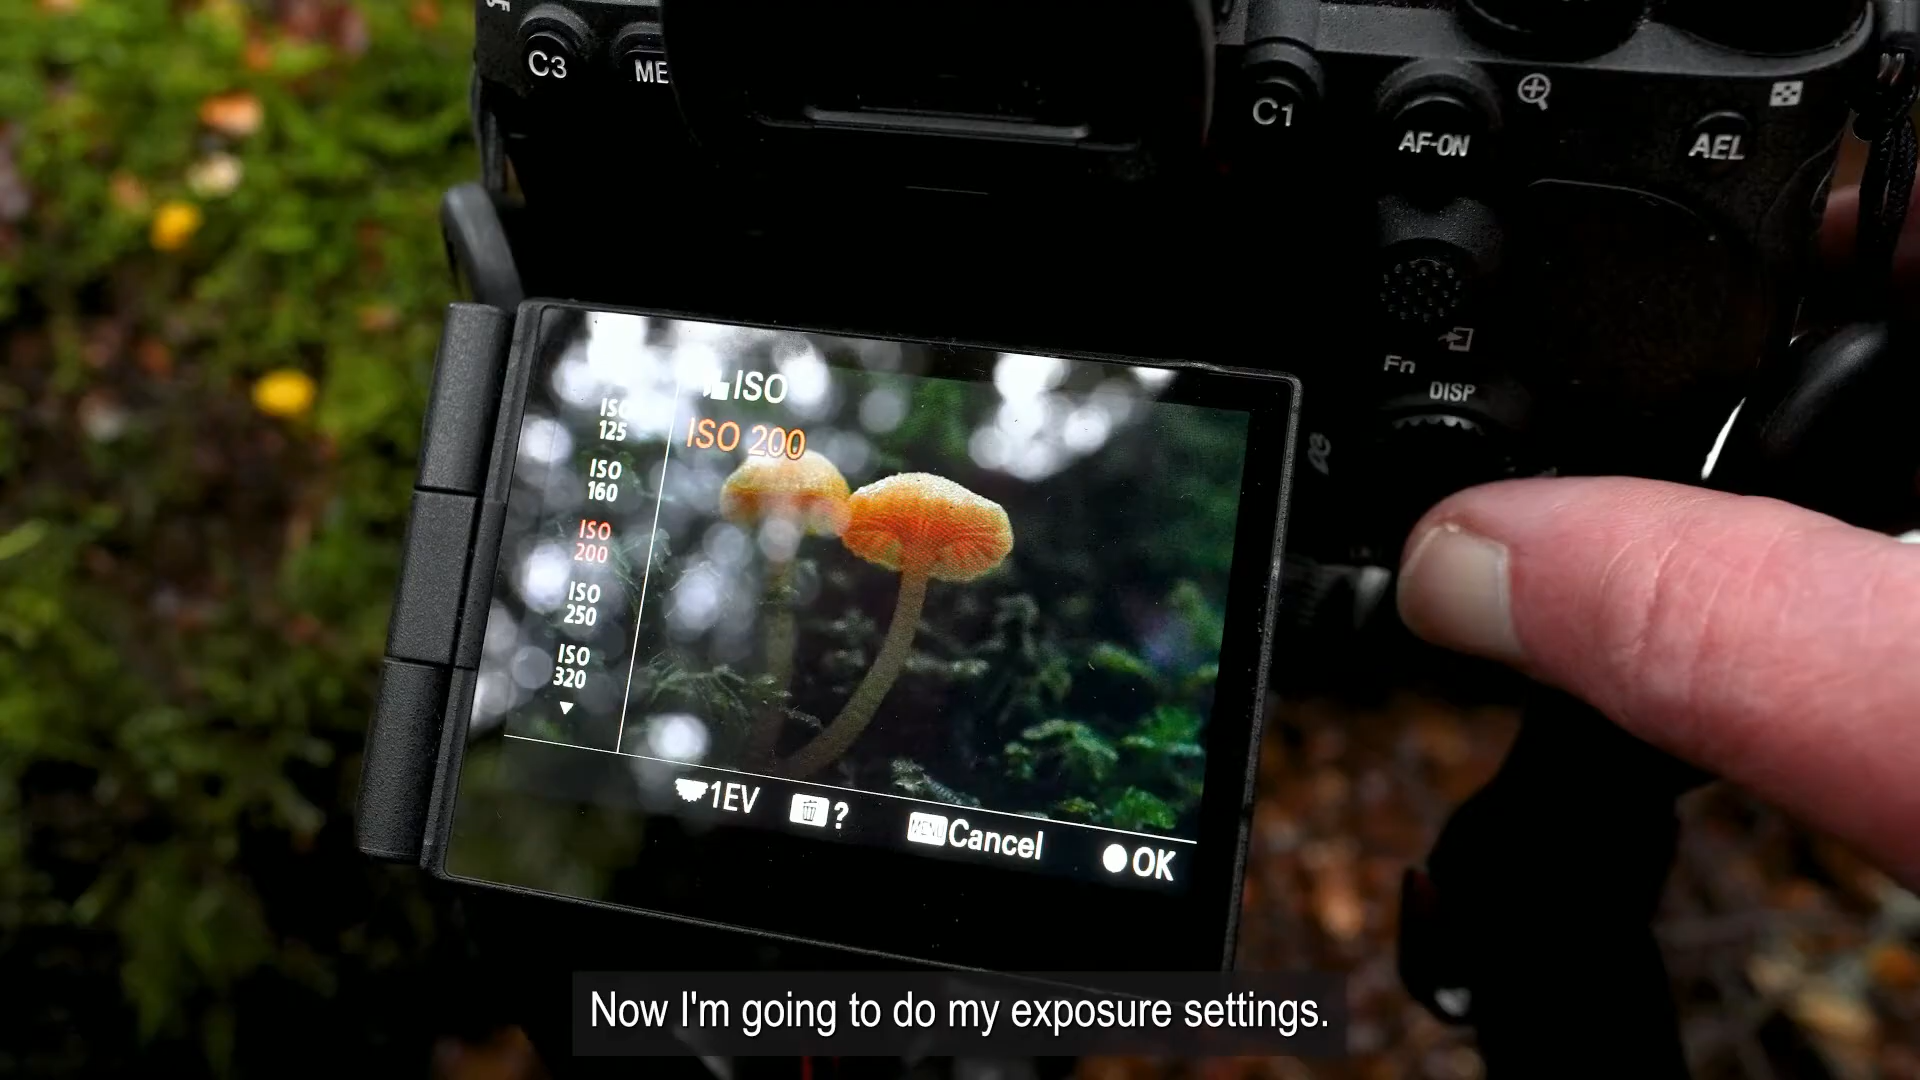 C3
ME
C1
AF-ON
AEL
Fn
DISP
ISO
ISO 200
ISO
125
ISO
160
ISO
200
ISO
250
ISO
320
1EV
?
MENU Cancel
OK
Now I'm going to do my exposure settings.